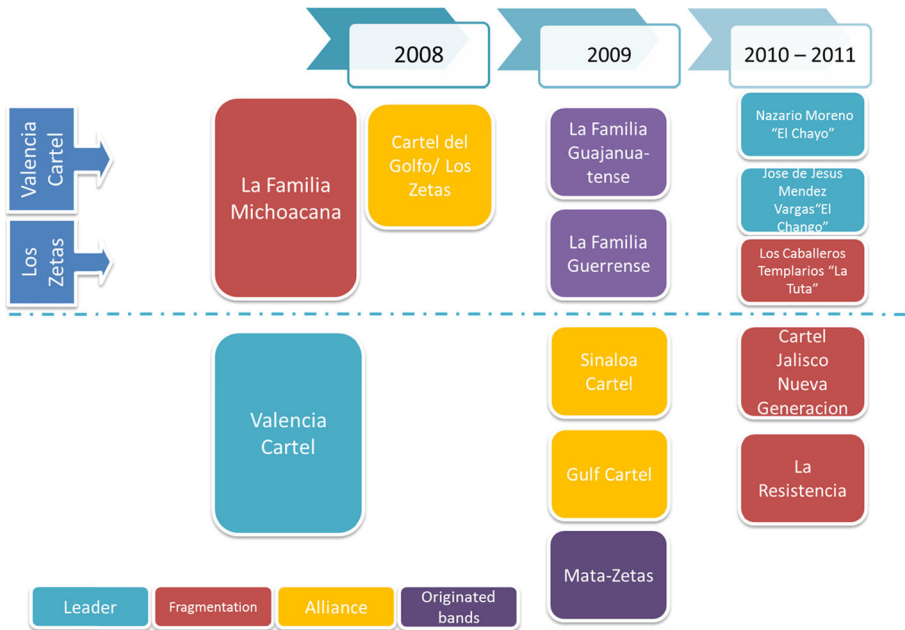 2008
2009
2010 – 2011
Valencia
Cartel
Los
Zetas
La Familia
Michoacana
Cartel del
Golfo/ Los
Zetas
La Familia
Guajanua-
tense
La Familia
Guerrense
Nazario Moreno
“El Chayo”
Jose de Jesus
Mendez
Vargas“El
Chango”
Los Caballeros
Templarios “La
Tuta”
Valencia
Cartel
Sinaloa
Cartel
Gulf Cartel
Mata-Zetas
Cartel
Jalisco
Nueva
Generacion
La
Resistencia
Leader
Fragmentation
Alliance
Originated
bands